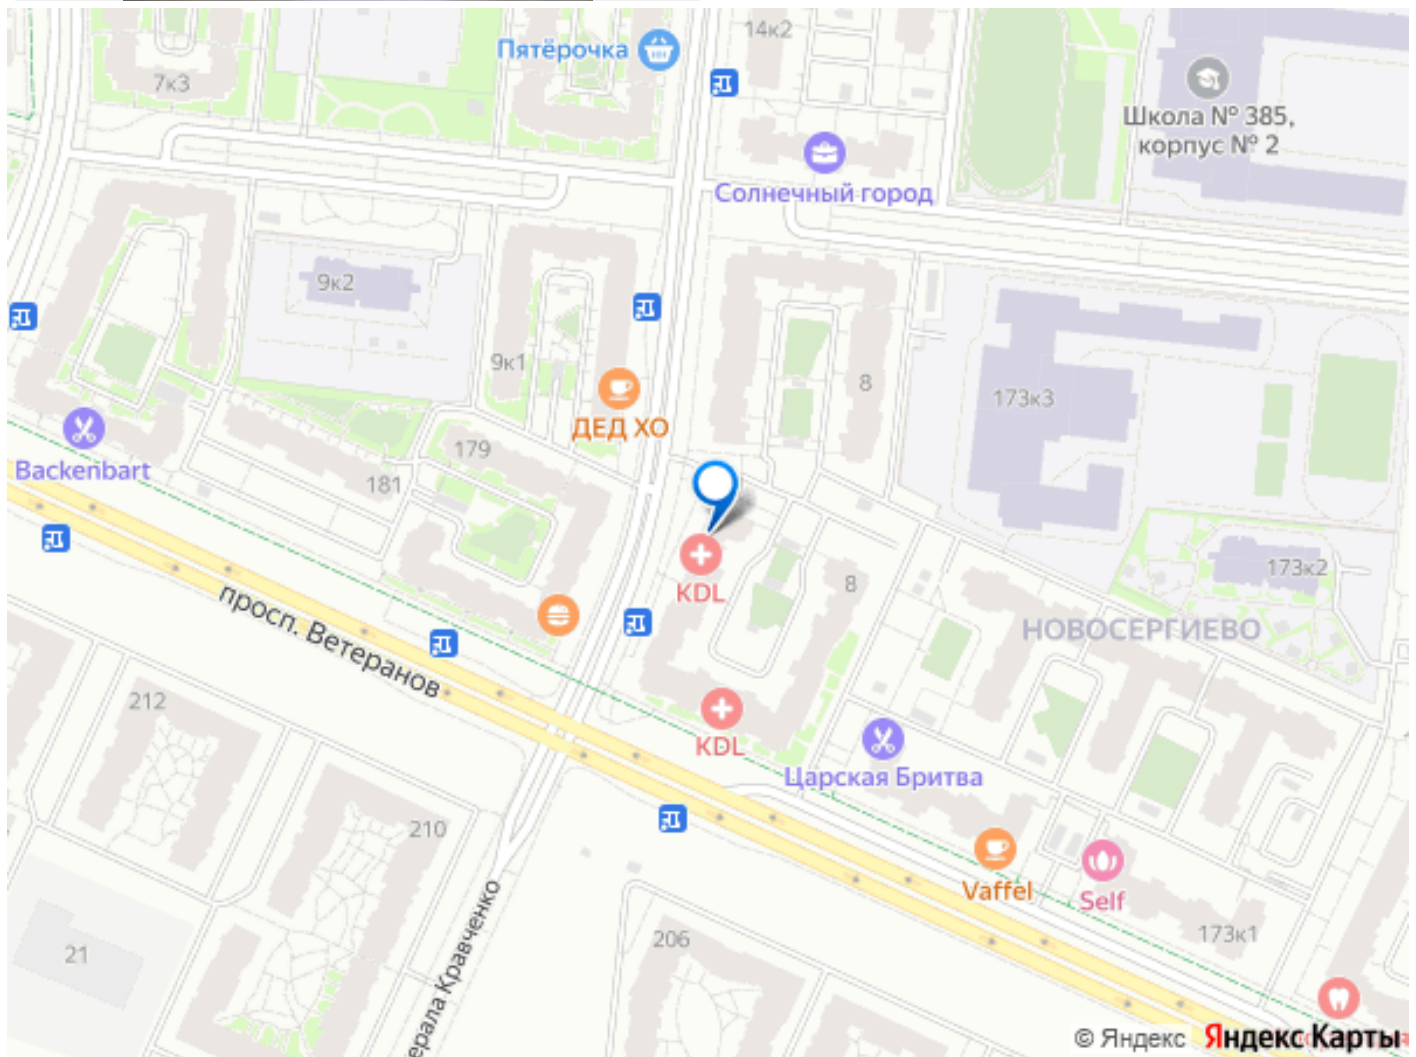 14к2
Пятёрочка
7к3
Школа № 385,
корпус № 2
Солнечный город
9к2
9к1
8
173к3
ДЕД ХО
179
Backenbart
181
173к2
8
KDL
НОВОСЕРГИЕВО
просп. Ветеранов
212
KDL
Царская Бритва
210
Vaffel
Self
206
173к1
21
ерала Кравченко
© Яндекс Яндекс Карты